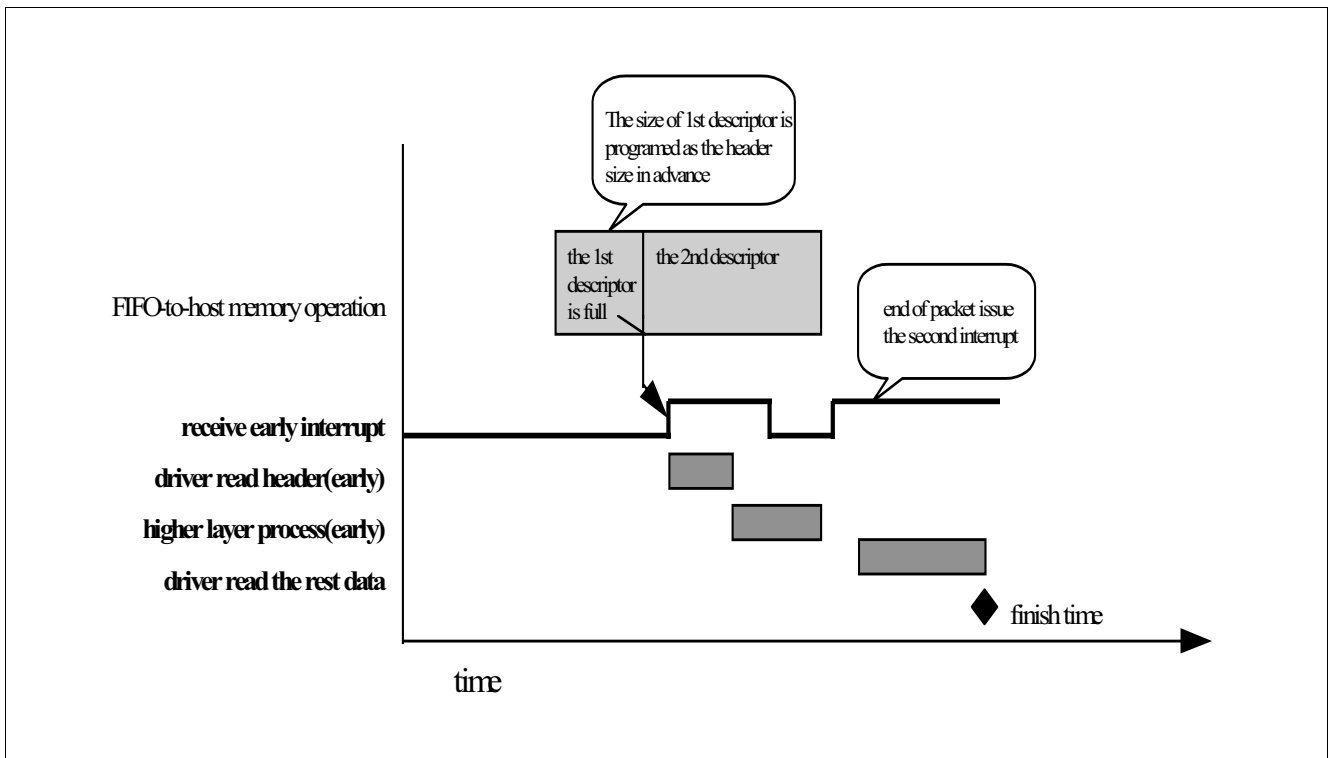 The size of 1st descriptor is
programed as the header
size in advance
the 1st
descriptor
is full
the 2nd descriptor
FIFO-to-host memory operation
end of packet issue
the second interrupt
receive early interrupt
driver read header(early)
higher layer process(early)
driver read the rest data
finish time
time